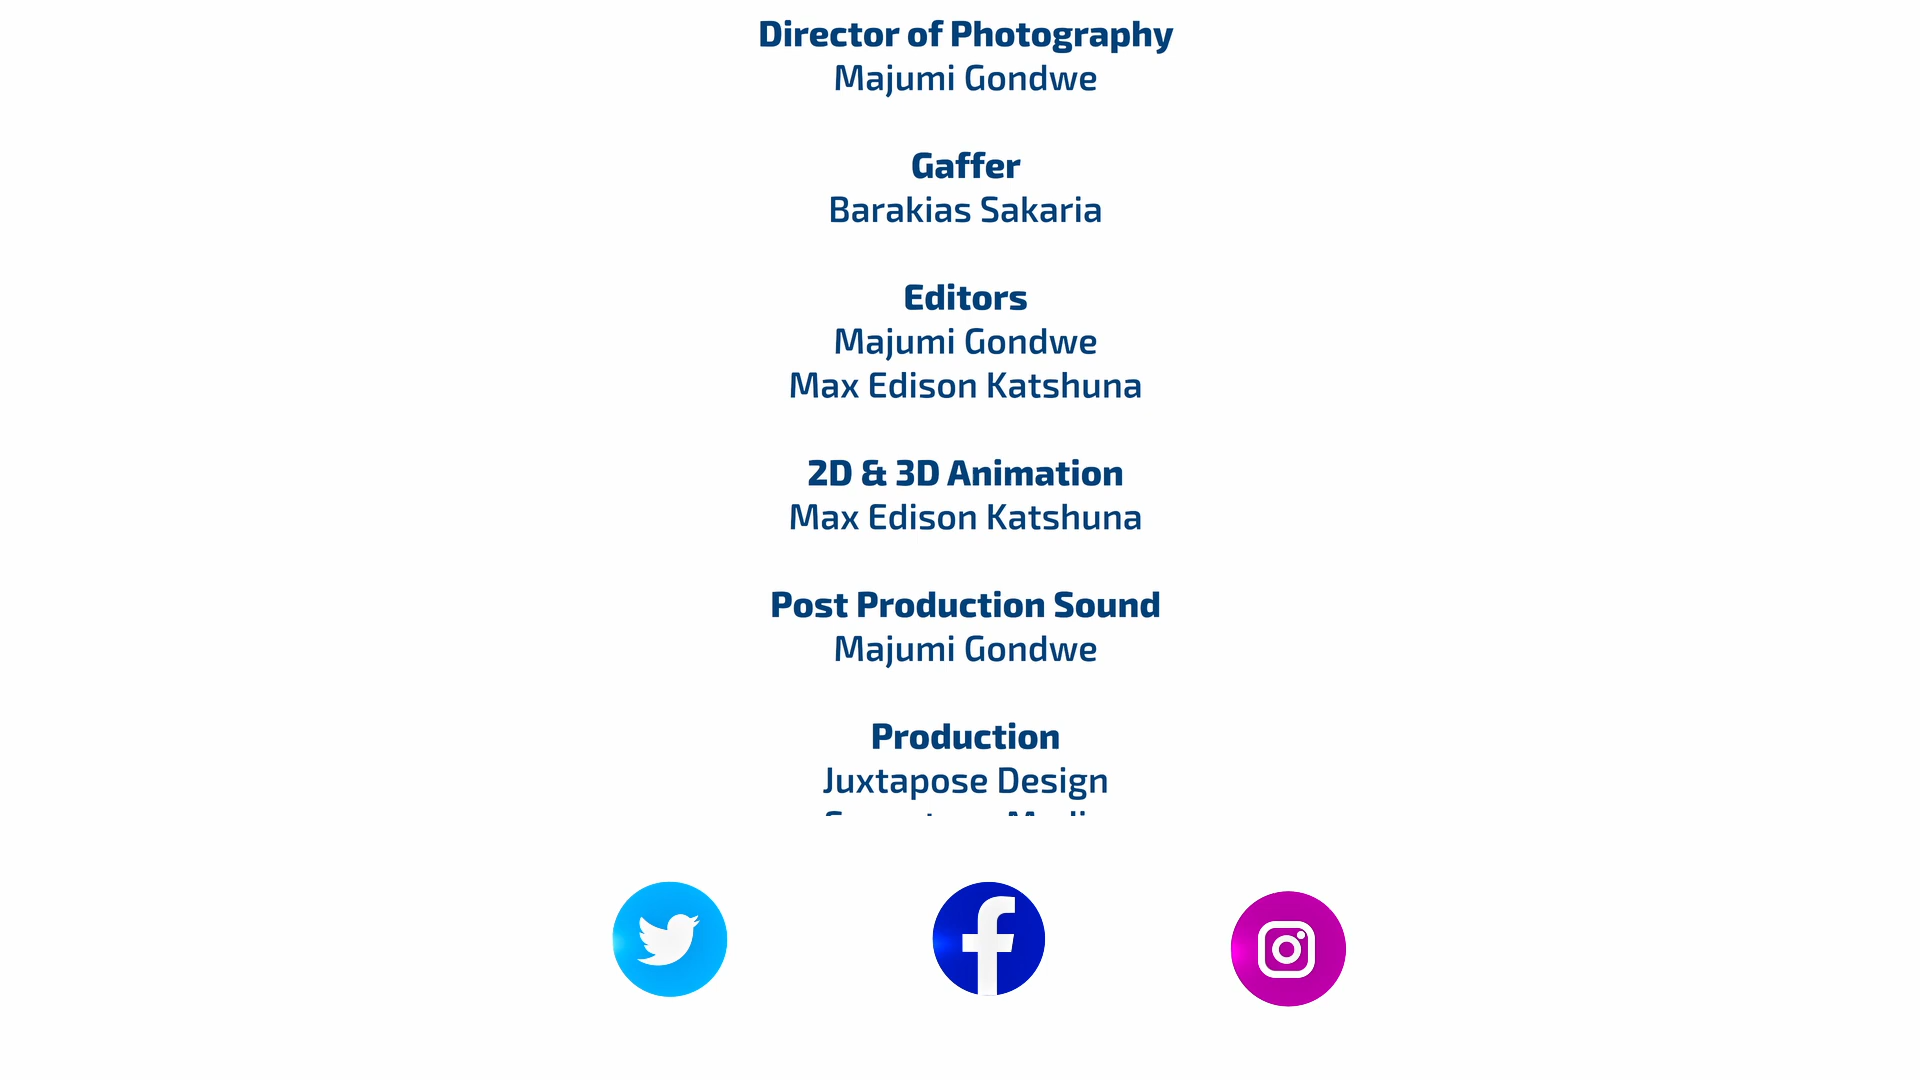 Director of Photography
Majumi Gondwe
Gaffer
Barakias Sakaria
Editors
Majumi Gondwe
Max Edison Katshuna
2D & 3D Animation
Max Edison Katshuna
Post Production Sound
Majumi Gondwe
Production
Juxtapose Design